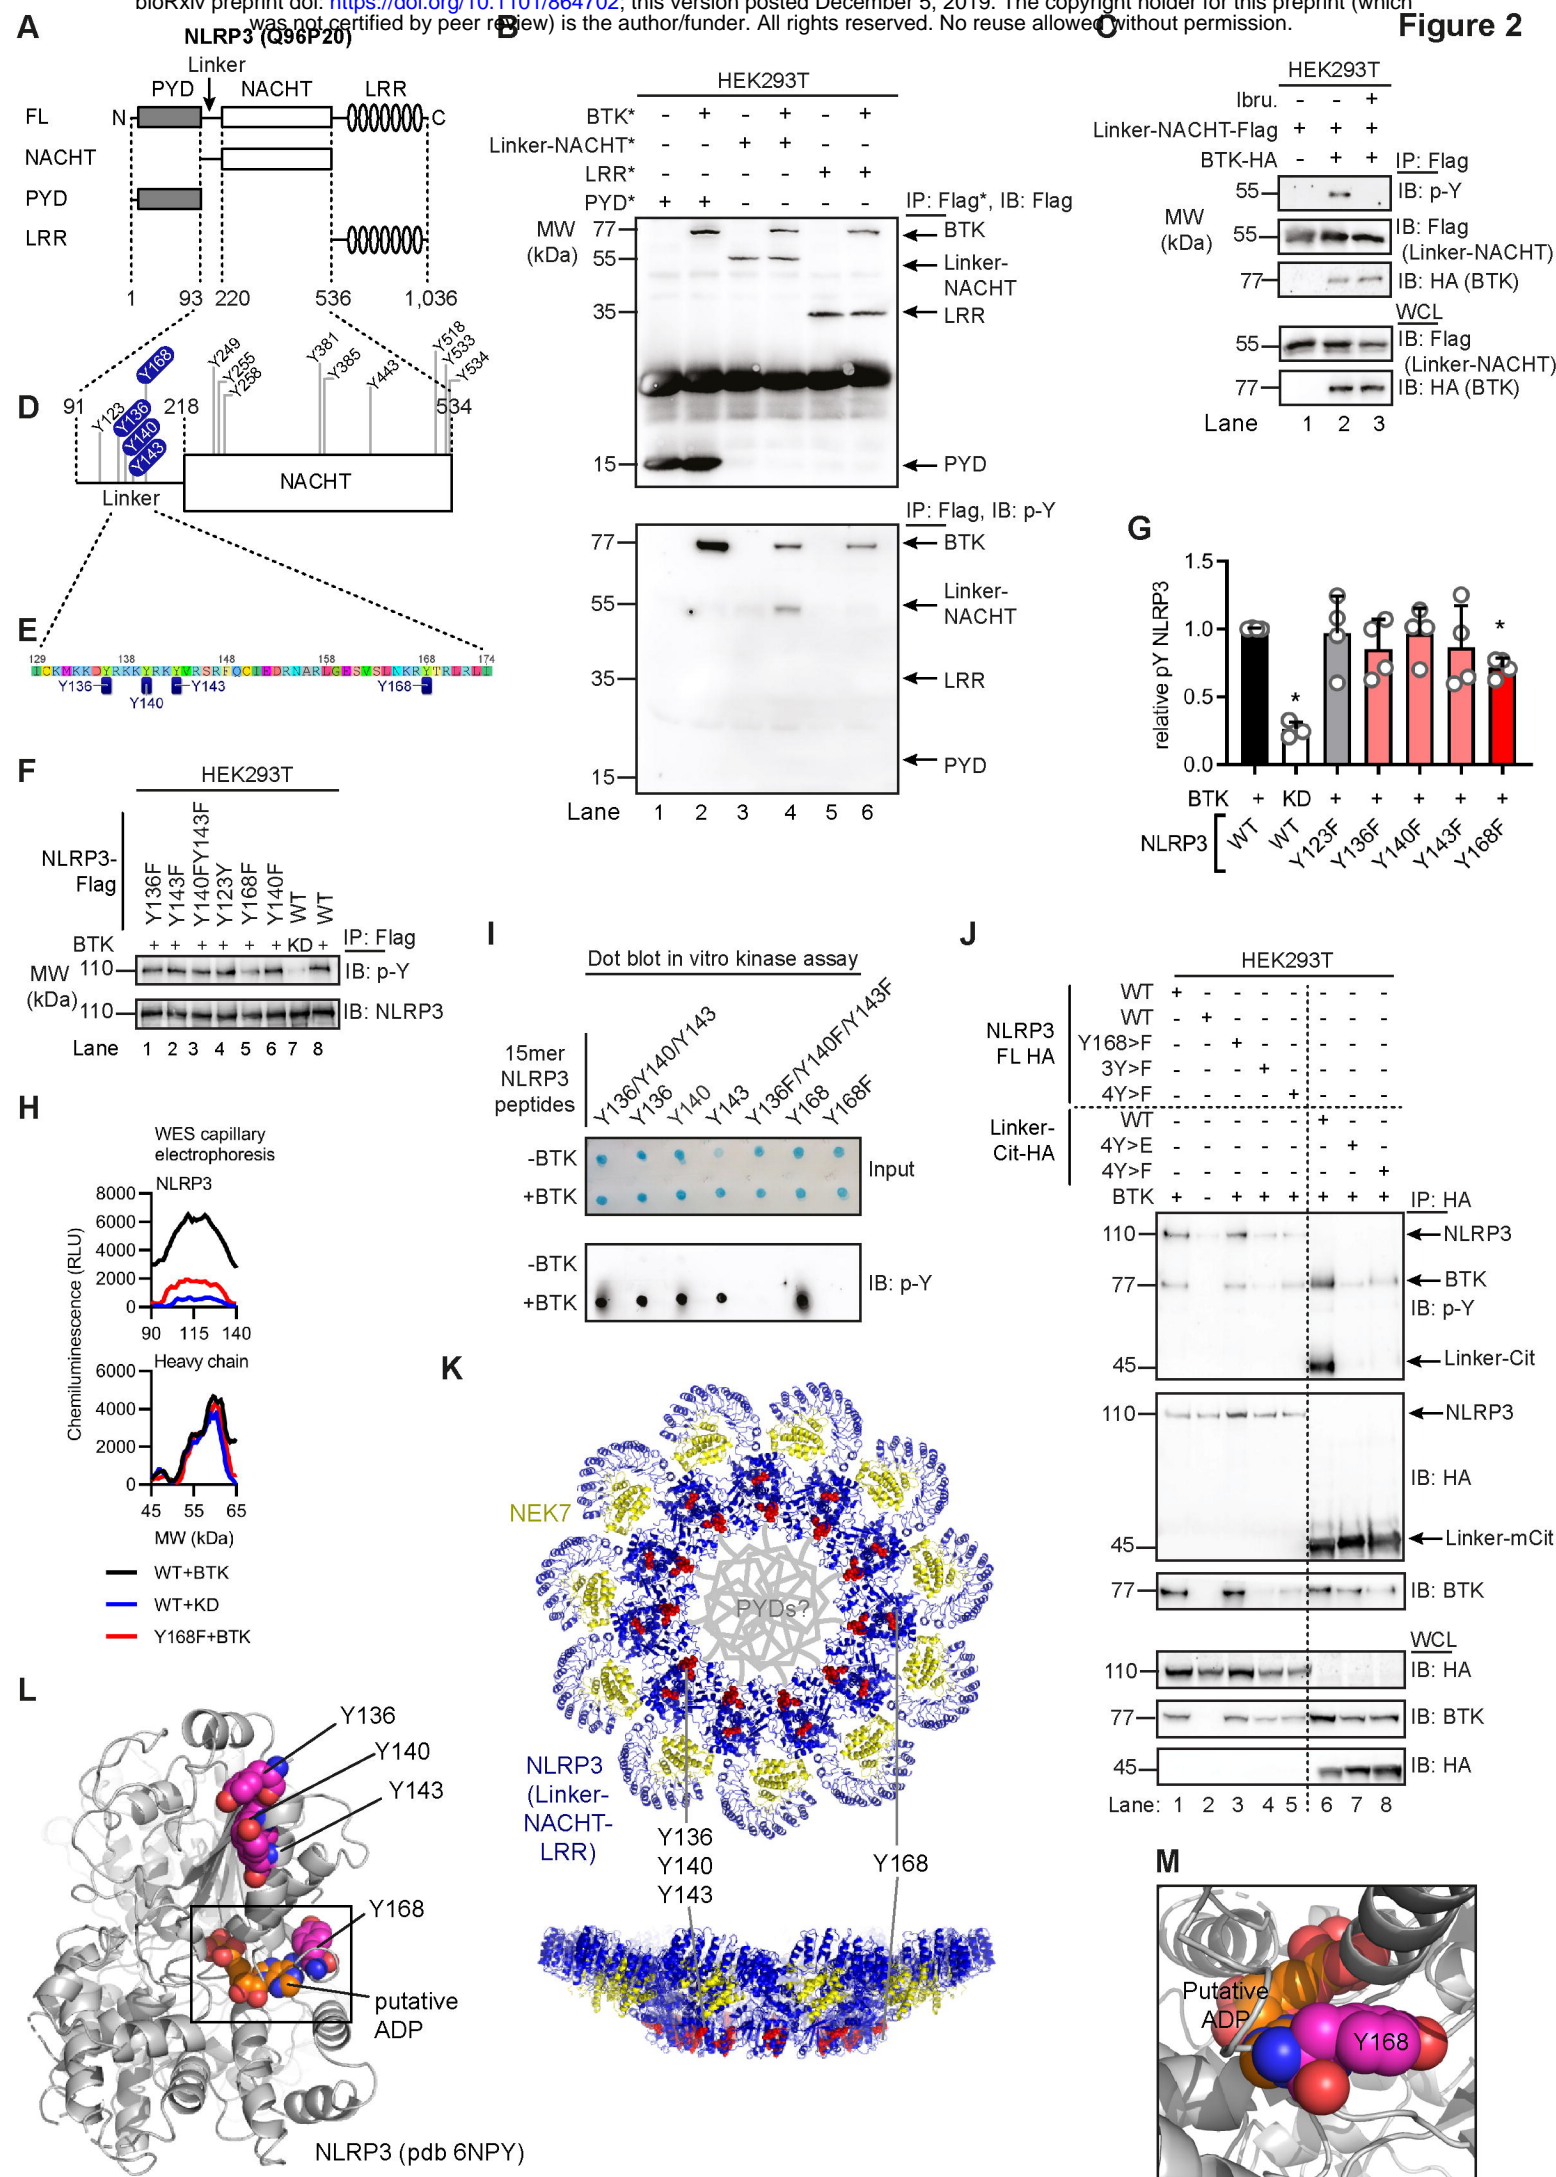 bioRxiv preprint doi: https://doi.org/10.1101/864702; this version posted December 5, 2019. The copyright holder for this preprint (which
was not certified by peer review) is the author/funder. All rights reserved. No reuse allowed without permission.
Figure 2
A
NLRP3 (Q96P20)
Linker
PYD NACHT LRR
FL N C
NACHT
PYD
LRR
1 93 220 536 1,036
B
HEK293T
BTK* - + - + - +
Linker-NACHT* - - + + - -
LRR* - - - - + +
PYD* + + - - - -
IP: Flag*, IB: Flag
MW
(kDa)
77
55
35
15
BTK
Linker-
NACHT
LRR
PYD
IP: Flag, IB: p-Y
77
55
35
15
BTK
Linker-
NACHT
LRR
PYD
Lane 1 2 3 4 5 6
C
HEK293T
Ibru. - - +
Linker-NACHT-Flag + + +
BTK-HA - + +
IP: Flag
MW
(kDa)
55 IB: p-Y
55 IB: Flag
(Linker-NACHT)
77 IB: HA (BTK)
WCL
55 IB: Flag
(Linker-NACHT)
77 IB: HA (BTK)
Lane 1 2 3
D
91 218 534
Y123
Y136
Y140
Y143
Y168
Y249
Y255
Y258
Y381
Y385
Y443
Y518
Y533
Y534
Linker
NACHT
E
129 138 148 158 168 174
ICKMKKDYRKKYRKYVRSRFQCIEDRNARLGESVSLNKRYTRLRLI
Y136 Y140 Y143 Y168
F
HEK293T
NLRP3-
Flag
Y136F Y143F Y140FY143F Y123Y Y168F Y140F WT WT
BTK + + + + + + KD +
IP: Flag
MW
(kDa)
110 IB: p-Y
110 IB: NLRP3
Lane 1 2 3 4 5 6 7 8
G
relative pY NLRP3
1.5
1.0
0.5
0.0
* *
BTK + KD + + + + +
NLRP3 WT WT Y123F Y136F Y140F Y143F Y168F
H
WES capillary
electrophoresis
NLRP3
Chemiluminescence (RLU)
8000
6000
4000
2000
0
90 115 140
Heavy chain
6000
4000
2000
0
45 55 65
MW (kDa)
WT+BTK
WT+KD
Y168F+BTK
I
Dot blot in vitro kinase assay
15mer
NLRP3
peptides
Y136/Y140/Y143
Y136
Y140
Y143
Y136F/Y140F/Y143F
Y168
Y168F
-BTK
+BTK
Input
-BTK
+BTK
IB: p-Y
J
HEK293T
NLRP3
FL HA
WT + - - - - - - -
WT - + - - - - - -
Y168>F - - + - - - - -
3Y>F - - - + - - - -
4Y>F - - - - + - - -
Linker-
Cit-HA
WT - - - - - + - -
4Y>E - - - - - - + -
4Y>F - - - - - - - +
BTK + - + + + + + +
IP: HA
110 NLRP3
77 BTK
IB: p-Y
45 Linker-Cit
110 NLRP3
IB: HA
45 Linker-mCit
77 IB: BTK
WCL
110 IB: HA
77 IB: BTK
45 IB: HA
Lane: 1 2 3 4 5 6 7 8
K
NEK7
PYDs?
NLRP3
(Linker-
NACHT-
LRR)
Y136
Y140
Y143
Y168
L
Y136
Y140
Y143
Y168
putative
ADP
NLRP3 (pdb 6NPY)
M
Putative
ADP
Y168